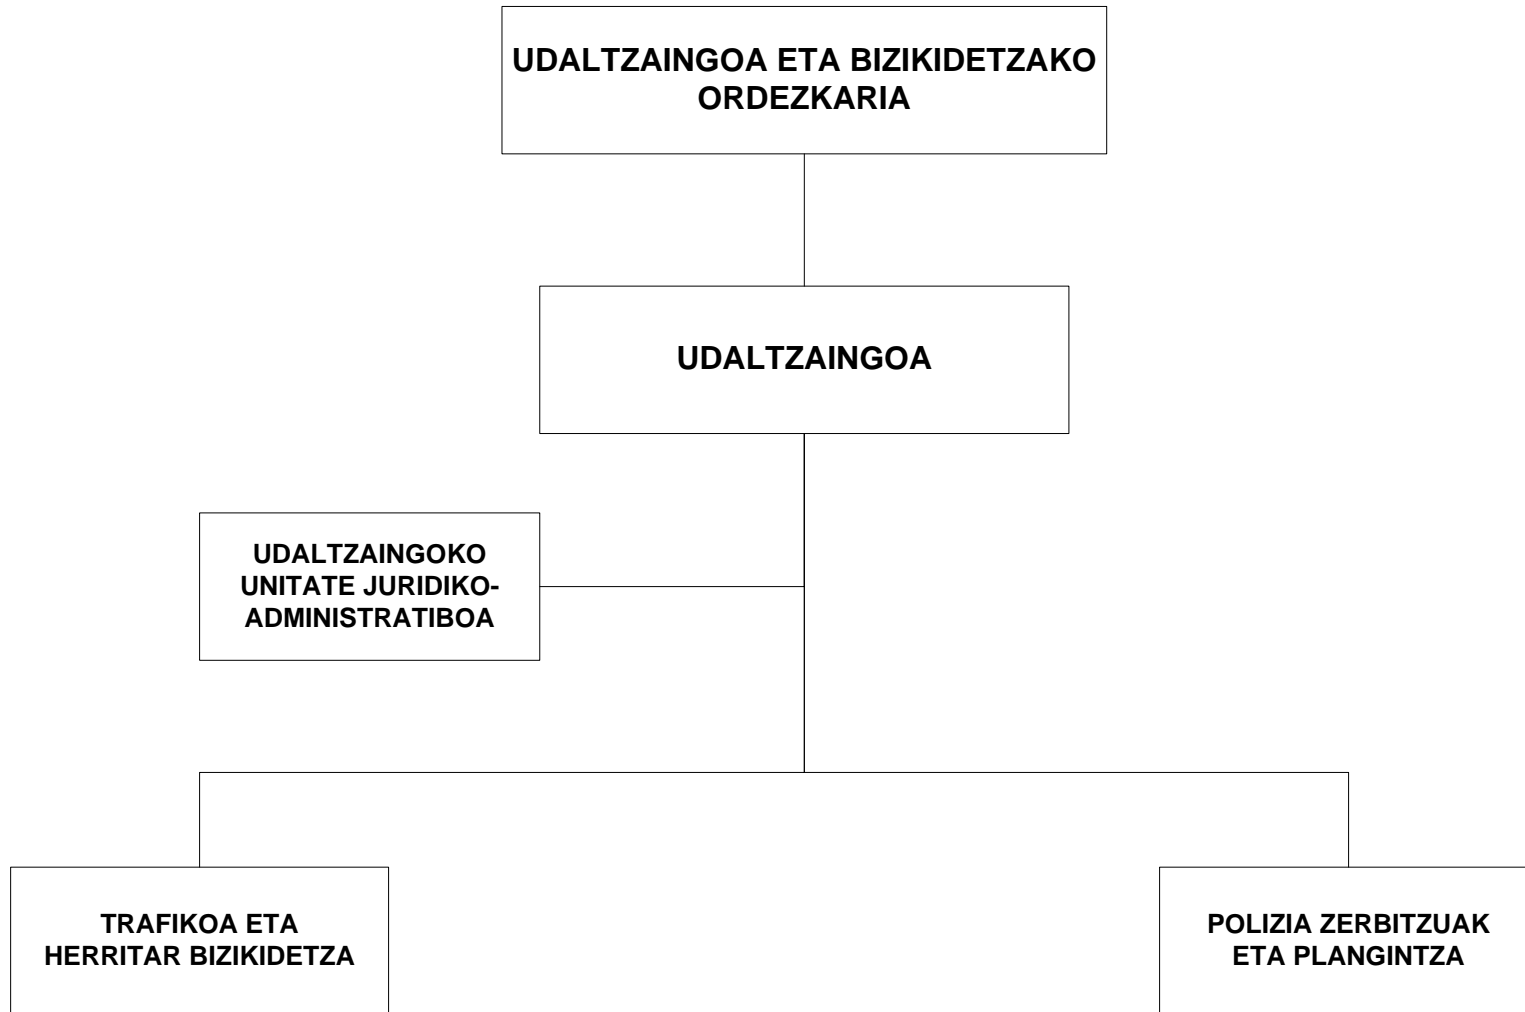 UDALTZAINGOA ETA BIZIKIDETZAKO
ORDEZKARIA
UDALTZAINGOA
UDALTZAINGOKO
UNITATE JURIDIKO-
ADMINISTRATIBOA
TRAFIKOA ETA
HERRITAR BIZIKIDETZA
POLIZIA ZERBITZUAK
ETA PLANGINTZA